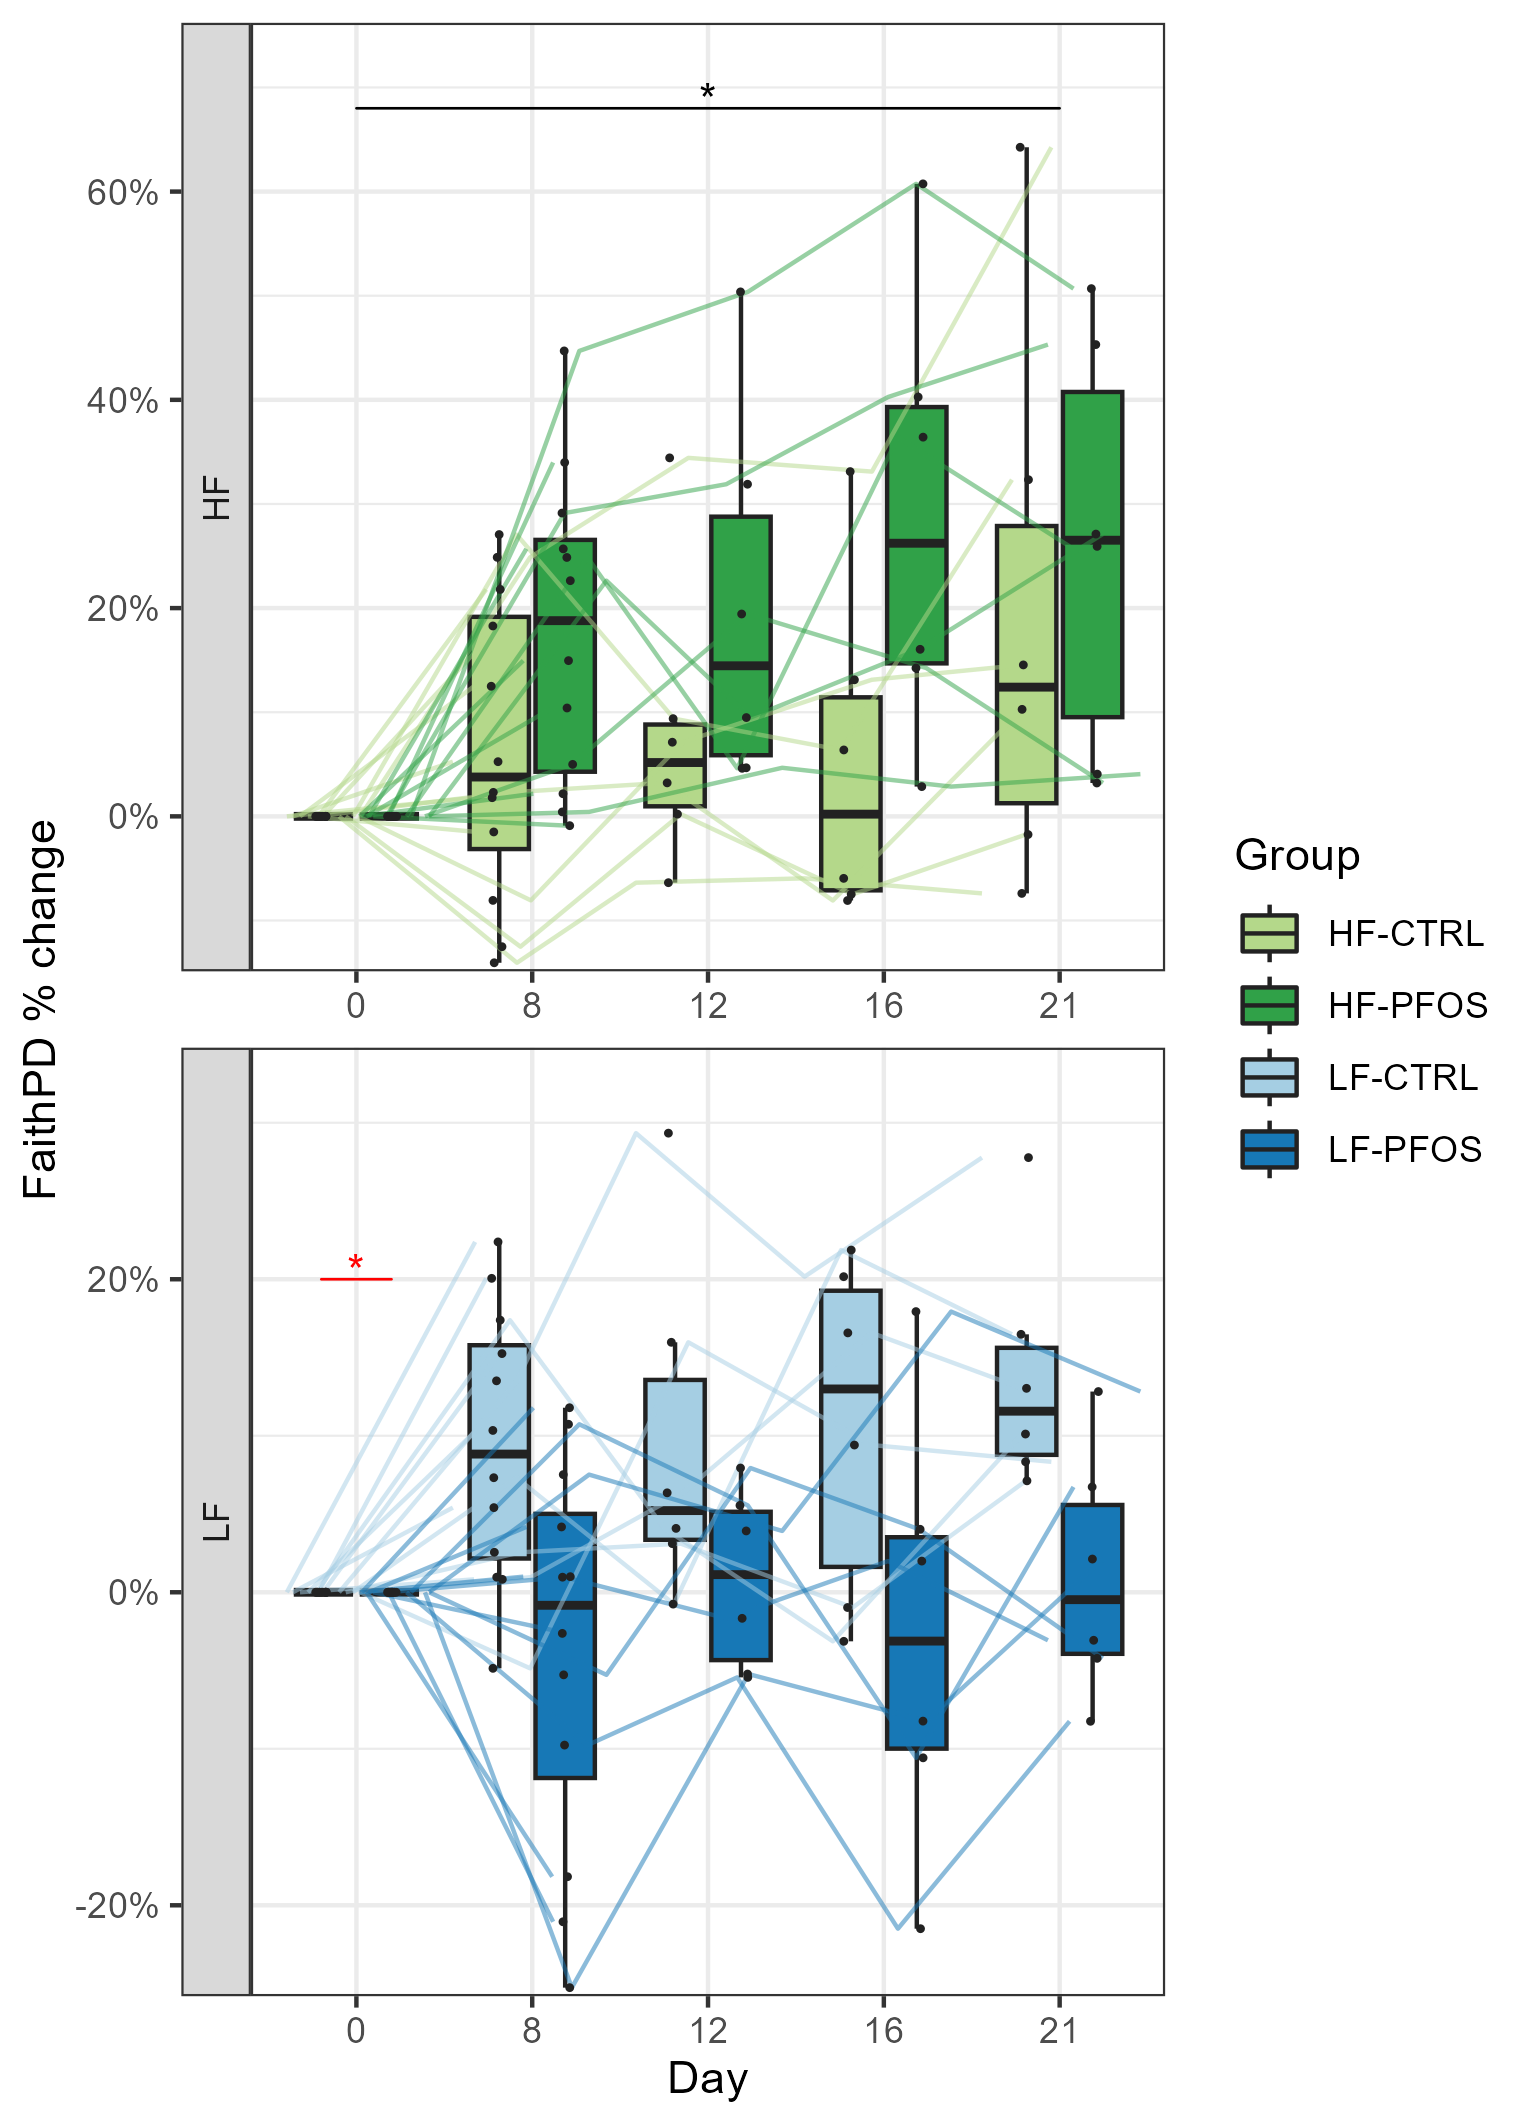 FaithPD % change
HF
60%
40%
20%
0%
*
0 8 12 16 21
LF
20%
0%
-20%
*
0 8 12 16 21
Day
Group
HF-CTRL
HF-PFOS
LF-CTRL
LF-PFOS